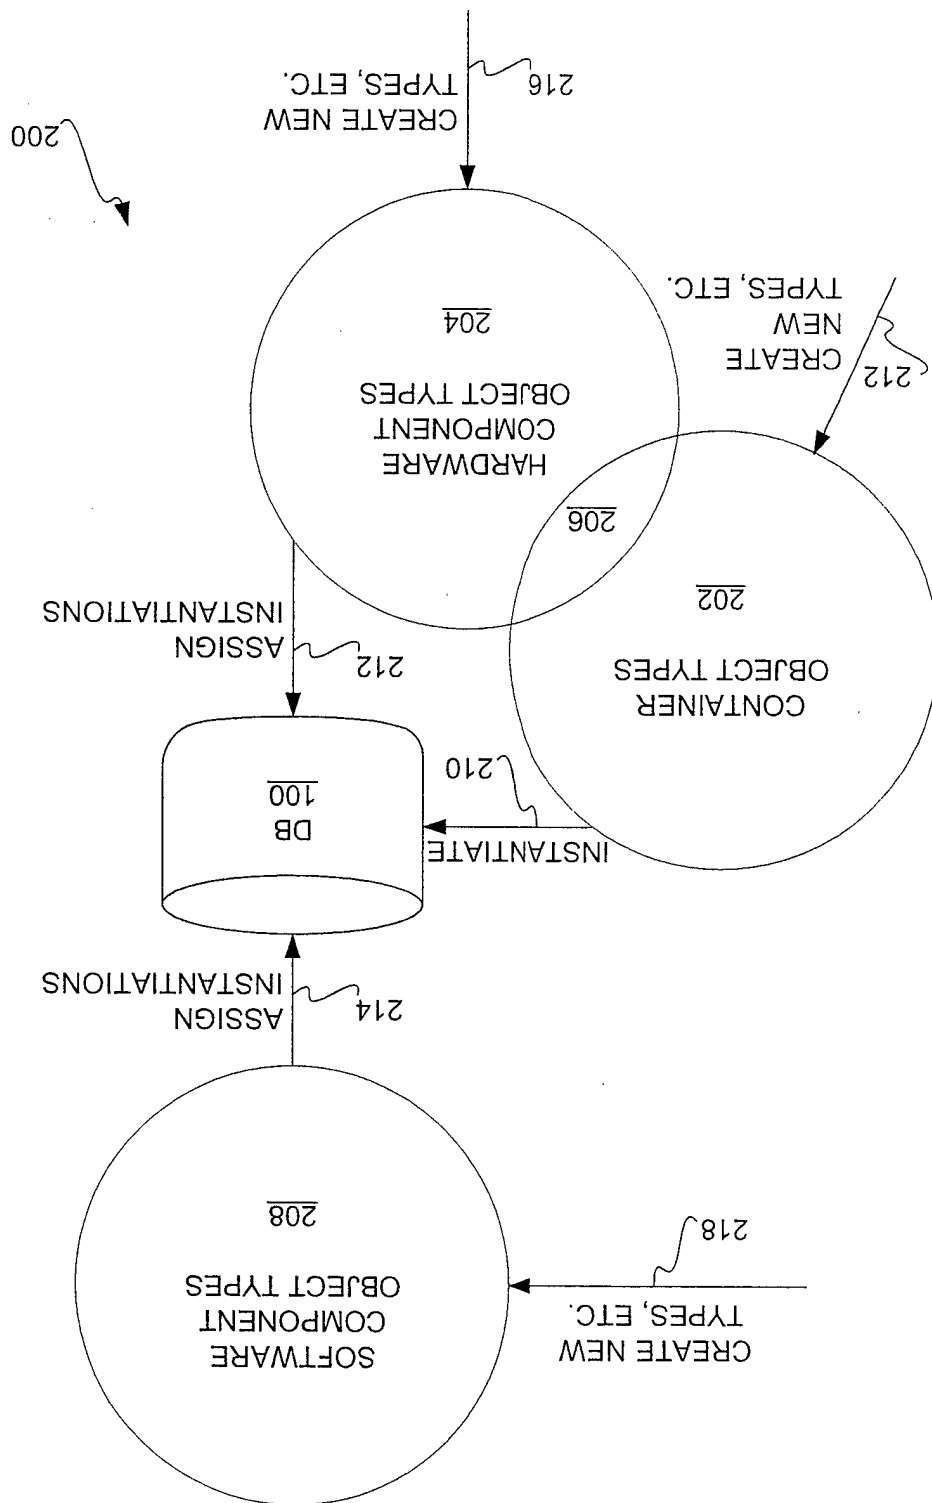 CREATE NEW
TYPES, ETC.
218
SOFTWARE
COMPONENT
OBJECT TYPES
208
214
ASSIGN
INSTANTIATIONS
INSTANTIATE
210
DB
100
CONTAINER
OBJECT TYPES
202
212
ASSIGN
INSTANTIATIONS
206
HARDWARE
COMPONENT
OBJECT TYPES
204
212
CREATE
NEW
TYPES, ETC.
216
CREATE NEW
TYPES, ETC.
200